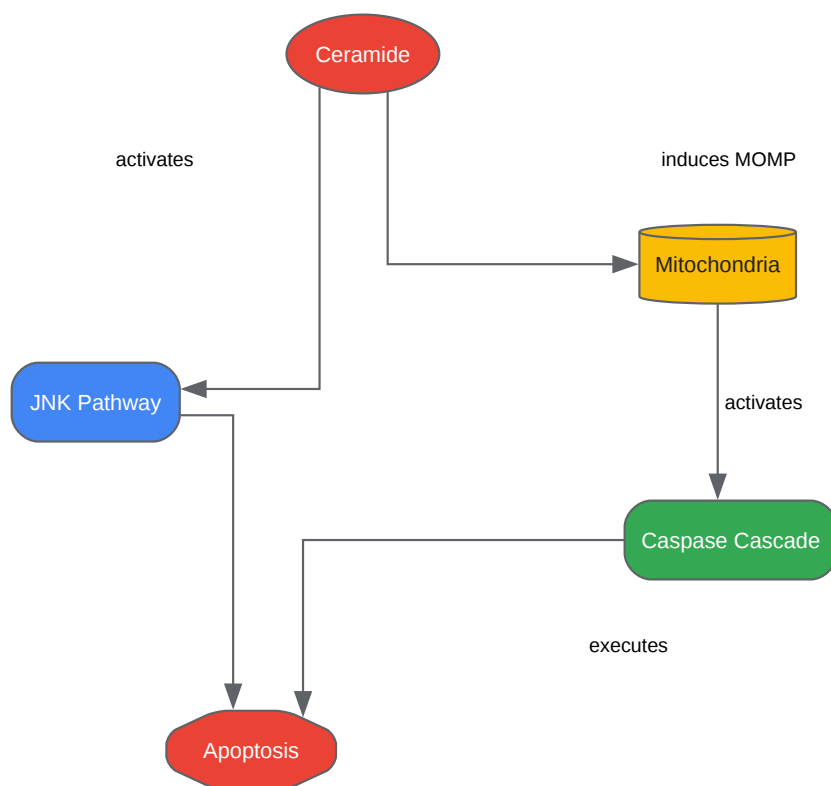 Ceramide
activates
induces MOMP
Mitochondria
JNK Pathway
activates
Caspase Cascade
executes
Apoptosis